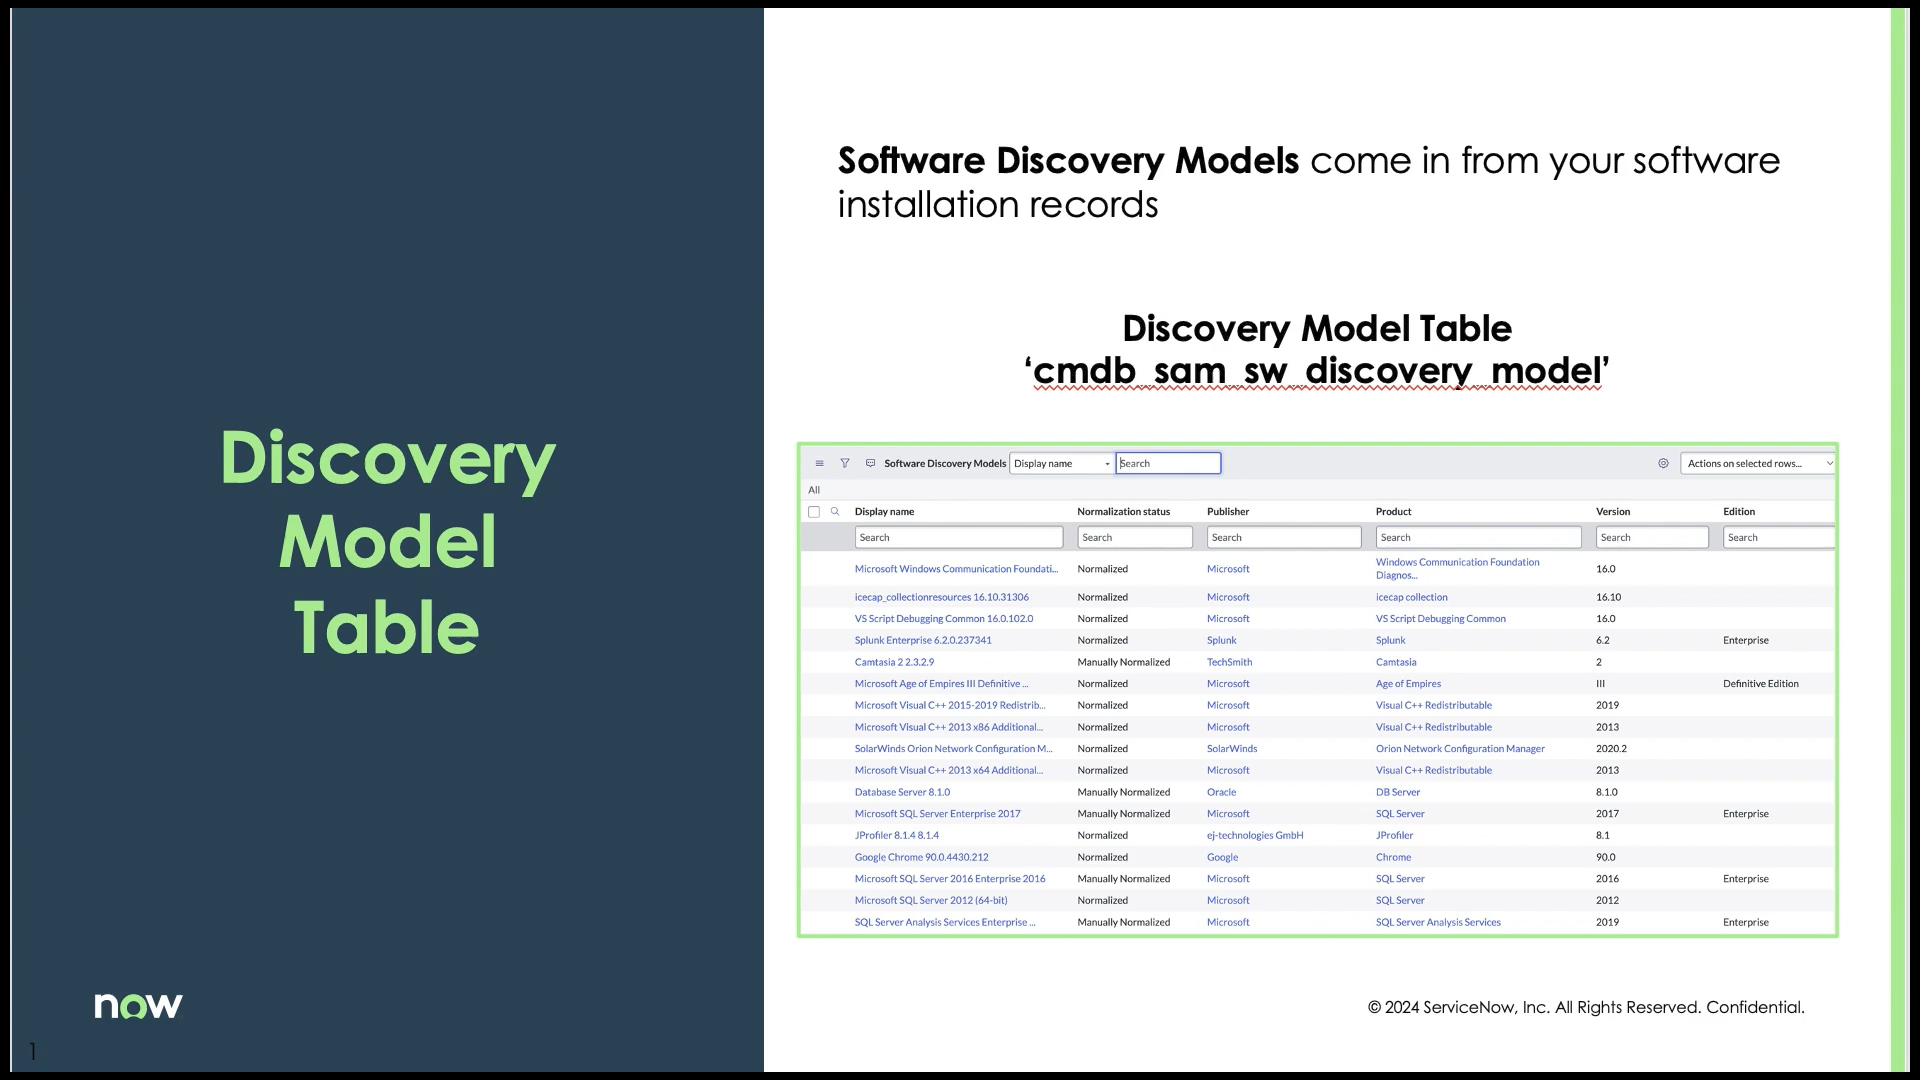 Discovery
Model
Table
now
1
Software Discovery Models come in from your software
installation records
Discovery Model Table
‘cmdb_sam_sw_discovery_model’
Software Discovery Models Display name Search Actions on selected rows...
All
Display name Normalization status Publisher Product Version Edition
Search Search Search Search Search Search
Microsoft Windows Communication Foundati... Normalized Microsoft Windows Communication Foundation Diagnos... 16.0
icecap_collectionresources 16.10.31306 Normalized Microsoft icecap collection 16.10
VS Script Debugging Common 16.0.102.0 Normalized Microsoft VS Script Debugging Common 16.0
Splunk Enterprise 6.2.0.237341 Normalized Splunk Splunk 6.2 Enterprise
Camtasia 2 2.3.2.9 Manually Normalized TechSmith Camtasia 2
Microsoft Age of Empires III Definitive ... Normalized Microsoft Age of Empires III Definitive Edition
Microsoft Visual C++ 2015-2019 Redistrib... Normalized Microsoft Visual C++ Redistributable 2019
Microsoft Visual C++ 2013 x86 Additional... Normalized Microsoft Visual C++ Redistributable 2013
SolarWinds Orion Network Configuration M... Normalized SolarWinds Orion Network Configuration Manager 2020.2
Microsoft Visual C++ 2013 x64 Additional... Normalized Microsoft Visual C++ Redistributable 2013
Database Server 8.1.0 Manually Normalized Oracle DB Server 8.1.0
Microsoft SQL Server Enterprise 2017 Manually Normalized Microsoft SQL Server 2017 Enterprise
JProfiler 8.1.4 8.1.4 Normalized ej-technologies GmbH JProfiler 8.1
Google Chrome 90.0.4430.212 Normalized Google Chrome 90.0
Microsoft SQL Server 2016 Enterprise 2016 Manually Normalized Microsoft SQL Server 2016 Enterprise
Microsoft SQL Server 2012 (64-bit) Normalized Microsoft SQL Server 2012
SQL Server Analysis Services Enterprise ... Manually Normalized Microsoft SQL Server Analysis Services 2019 Enterprise
© 2024 ServiceNow, Inc. All Rights Reserved. Confidential.